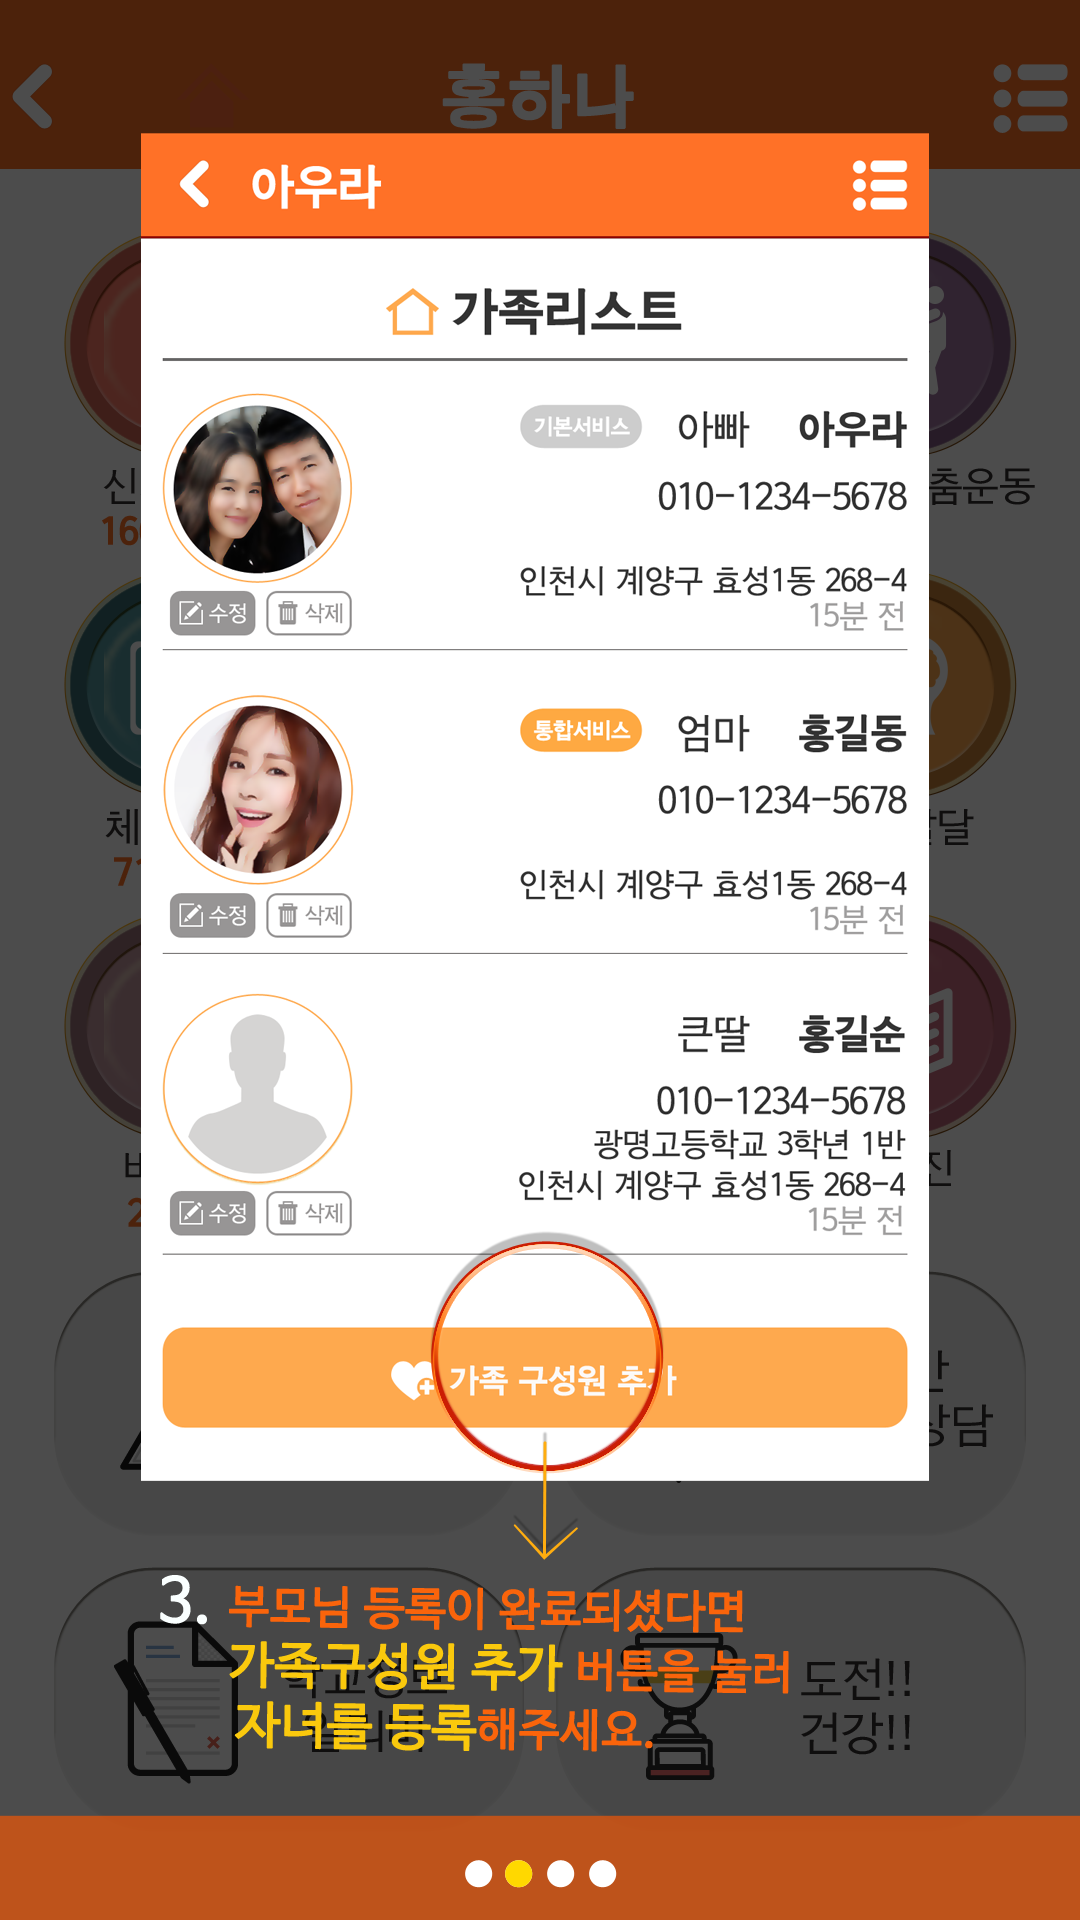 홍하나
아우라
가족리스트
기본서비스 아빠 아우라
010-1234-5678
인천시 계양구 효성1동 268-4
15분 전
수정 삭제
통합서비스 엄마 홍길동
010-1234-5678
인천시 계양구 효성1동 268-4
15분 전
수정 삭제
큰딸 홍길순
010-1234-5678
광명고등학교 3학년 1반
인천시 계양구 효성1동 268-4
15분 전
수정 삭제
가족 구성원 추가
신
춤운동
체
달
진
상담
3. 부모님 등록이 완료되셨다면
가족구성원 추가 버튼을 눌러
자녀를 등록해주세요.
도전!!
건강!!